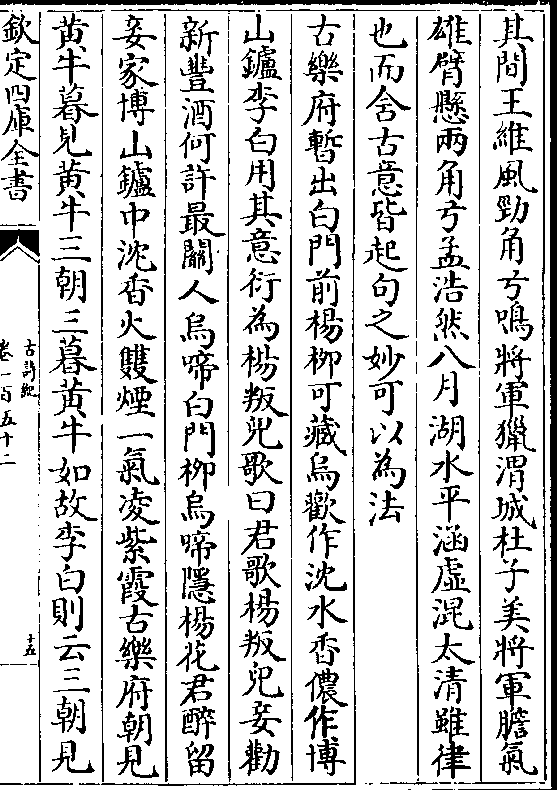 其間王維風勁角弓鳴將軍獵渭城杜子美將軍膽氣
雄臂懸兩角弓孟浩然八月湖水平涵虛混太清雖律
也而含古意皆起句之妙可以為法
古樂府暫出白門前楊柳可藏烏歡作沈水香儂作博
山鑪李白用其意衍為楊叛兒歌曰君歌楊叛兒妾勸
新豐酒何許最關人烏啼白門柳烏啼隱楊花君醉留
妾家博山鑪中沈香火雙煙一氣凌紫霞古樂府朝見
黃牛暮見黃牛三朝三暮黃牛如故李白則云三朝見
欽定四庫全書
古詩紀
卷一百五十二
十五